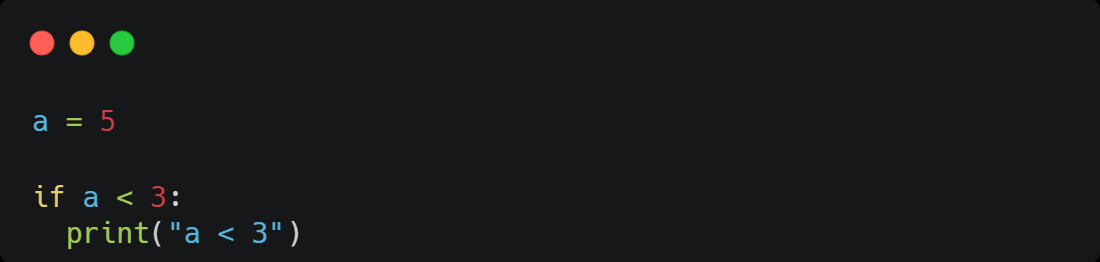 a = 5

if a < 3:
  print("a < 3")